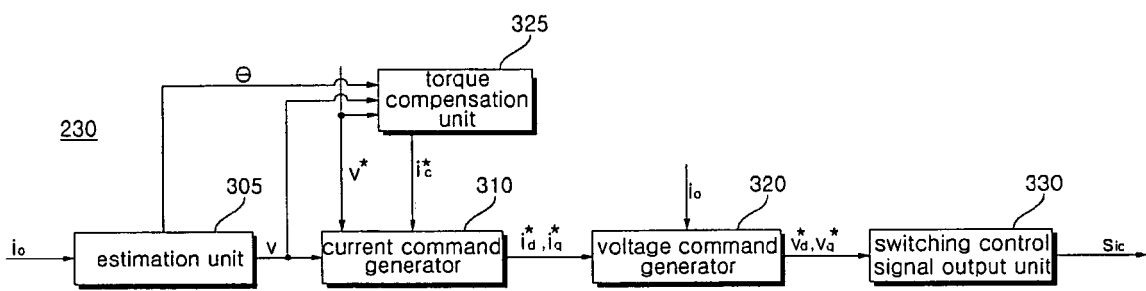 325
θ
torque
compensation
unit
230
v*
i*c
305
310
320
330
io
io
estimation unit
v
current command
generator
i*d,i*q
voltage command
generator
v*d,v*q
switching control
signal output unit
Sic